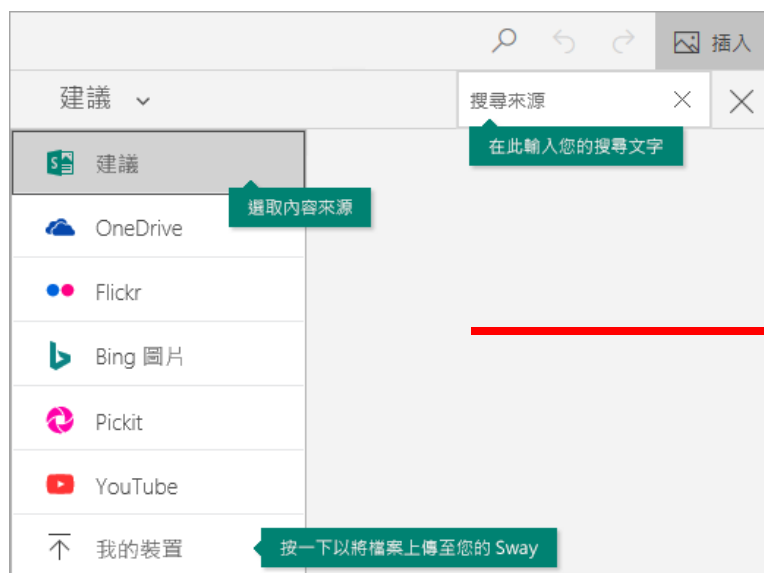 插入
建議
搜尋來源
在此輸入您的搜尋文字
建議
選取內容來源
OneDrive
Flickr
Bing 圖片
Pickit
YouTube
我的裝置
按一下以將檔案上傳至您的 Sway